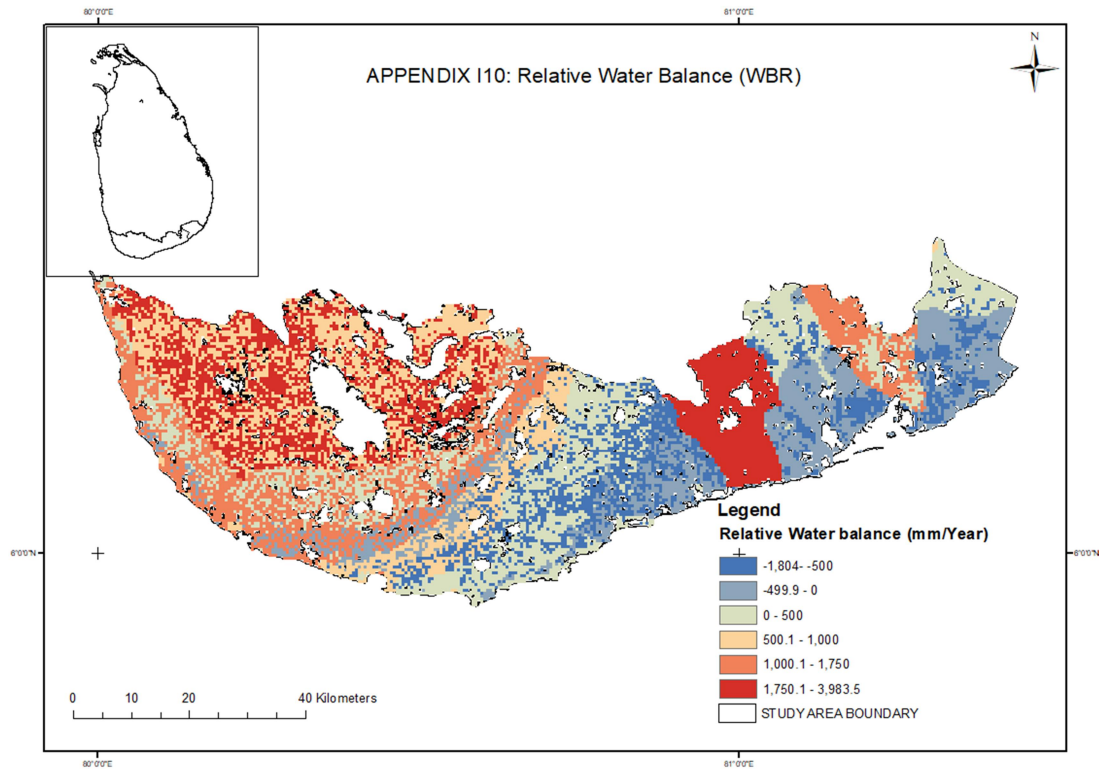 80°0'0"E
81°0'0"E
N
APPENDIX I10: Relative Water Balance (WBR)
Legend
Relative Water balance (mm/Year)
6°0'0"N
6°0'0"N
-1,804- -500
-499.9 - 0
0 - 500
500.1 - 1,000
1,000.1 - 1,750
1,750.1 - 3,983.5
STUDY AREA BOUNDARY
0 10 20 40 Kilometers
80°0'0"E
81°0'0"E